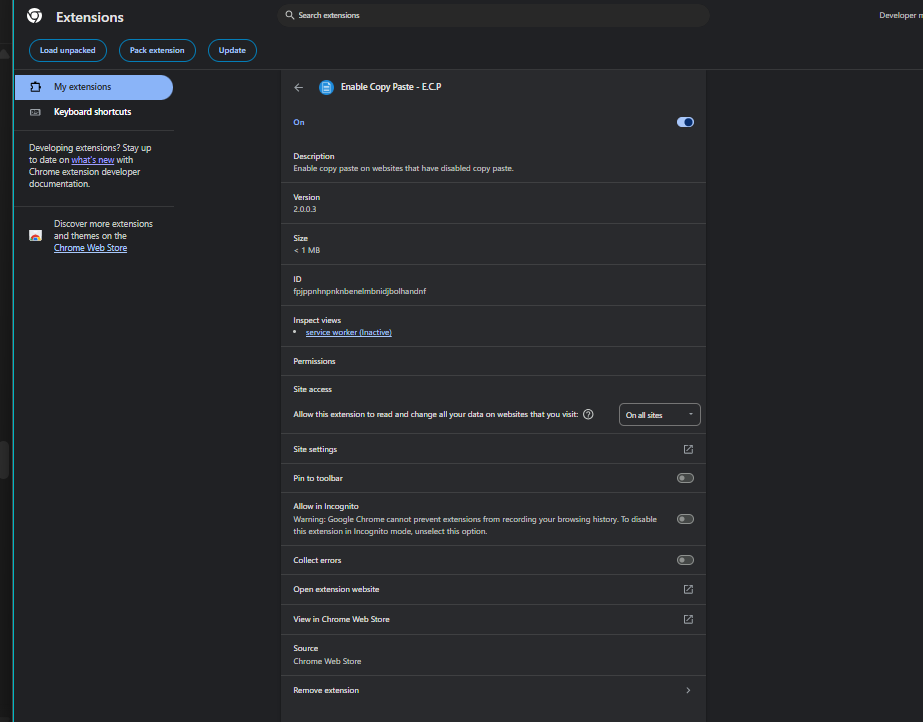 Extensions
Search extensions
Developer m
Load unpacked
Pack extension
Update
My extensions
Keyboard shortcuts
Developing extensions? Stay up
to date on what's new with
Chrome extension developer
documentation.
Discover more extensions
and themes on the
Chrome Web Store
Enable Copy Paste - E.C.P
On
Description
Enable copy paste on websites that have disabled copy paste.
Version
2.0.0.3
Size
< 1 MB
ID
fpjppnhnpnknbenelmbnidjbolhandnf
Inspect views
service worker (Inactive)
Permissions
Site access
Allow this extension to read and change all your data on websites that you visit:
On all sites
Site settings
Pin to toolbar
Allow in Incognito
Warning: Google Chrome cannot prevent extensions from recording your browsing history. To disable
this extension in Incognito mode, unselect this option.
Collect errors
Open extension website
View in Chrome Web Store
Source
Chrome Web Store
Remove extension